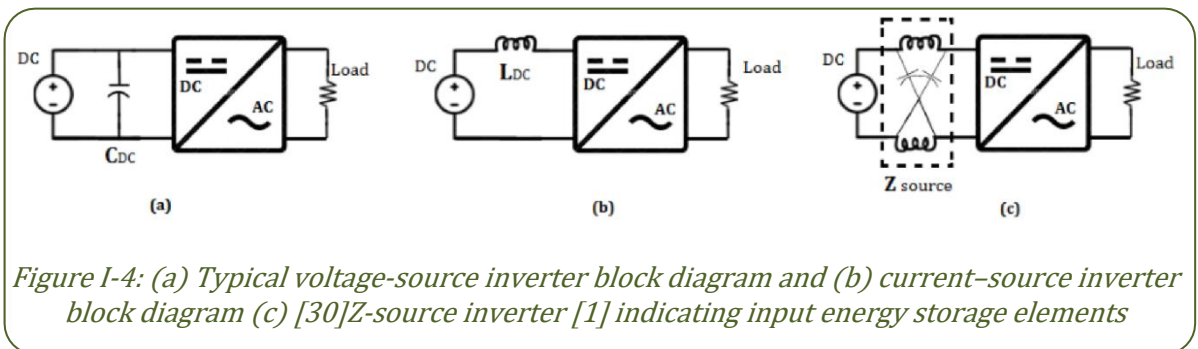 DC
DC
AC
Load
CDC
(a)
DC
LDC
DC
AC
Load
(b)
DC
DC
AC
Load
Z source
(c)
Figure I-4: (a) Typical voltage-source inverter block diagram and (b) current–source inverter
block diagram (c) [30]Z-source inverter [1] indicating input energy storage elements